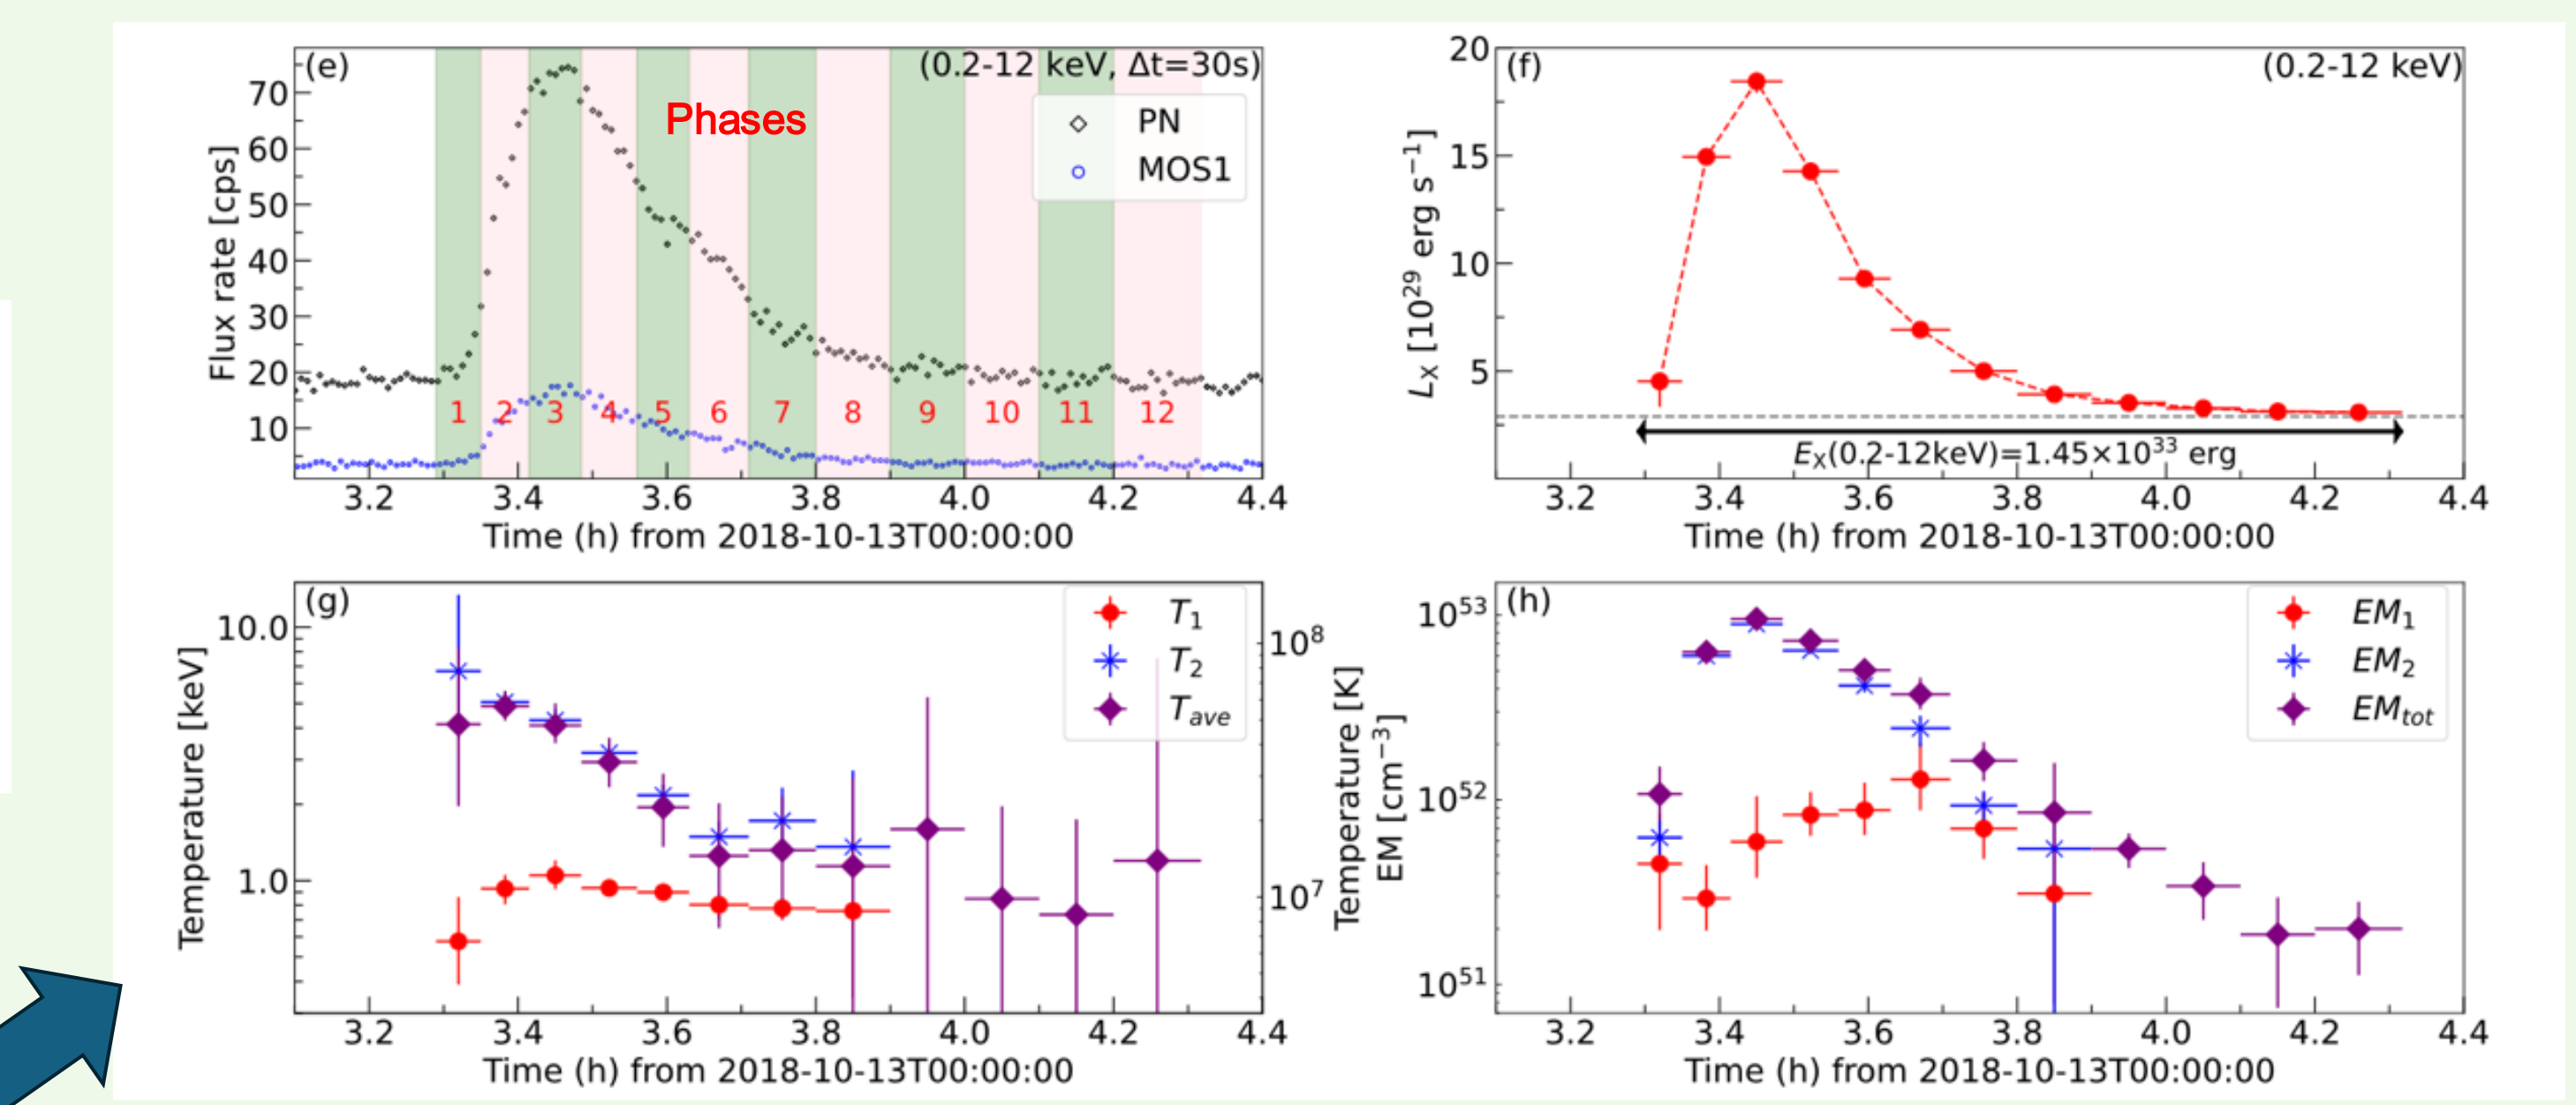 (e)
(0.2-12 keV, Δt=30s)
Phases
PN
MOS1
Flux rate [cps]
70
60
50
40
30
20
10
1 2 3 4 5 6 7 8 9 10 11 12
3.2 3.4 3.6 3.8 4.0 4.2 4.4
Time (h) from 2018-10-13T00:00:00
(f)
(0.2-12 keV)
L_X [10^29 erg s^−1]
20
15
10
5
E_X(0.2-12keV)=1.45×10^33 erg
3.2 3.4 3.6 3.8 4.0 4.2 4.4
Time (h) from 2018-10-13T00:00:00
(g)
T_1
T_2
T_ave
Temperature [keV]
10.0
1.0
10^8
10^7
Temperature [K]
3.2 3.4 3.6 3.8 4.0 4.2 4.4
Time (h) from 2018-10-13T00:00:00
(h)
EM_1
EM_2
EM_tot
EM [cm^−3]
10^53
10^52
10^51
3.2 3.4 3.6 3.8 4.0 4.2 4.4
Time (h) from 2018-10-13T00:00:00